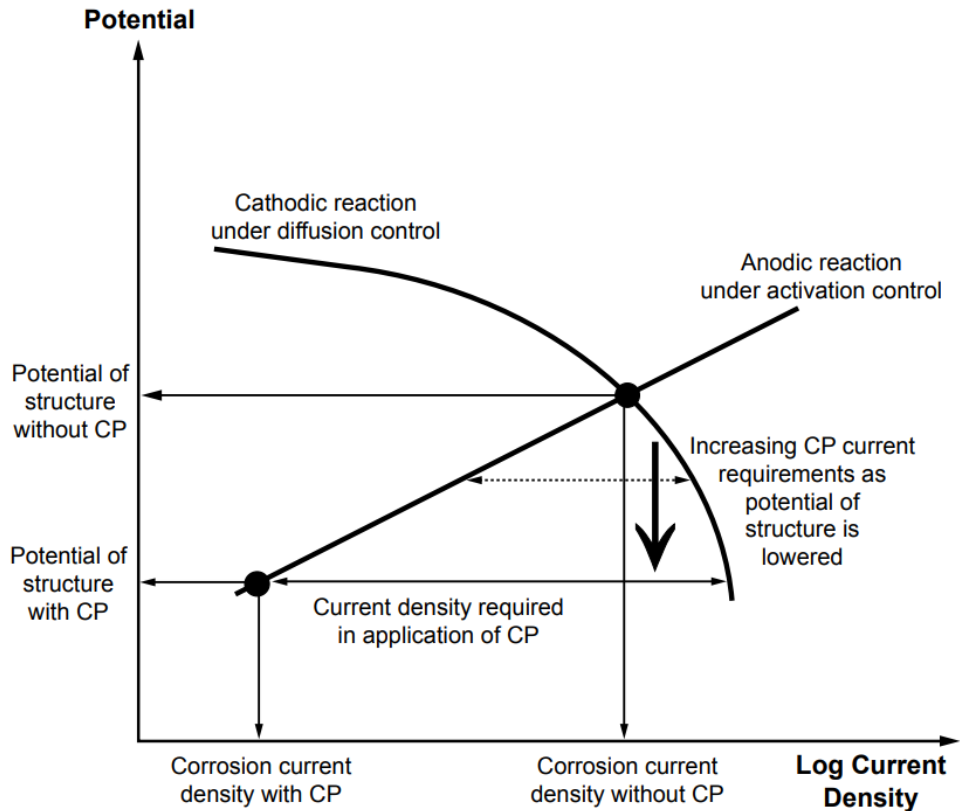 Potential
Cathodic reaction
under diffusion control
Anodic reaction
under activation control
Potential of
structure
without CP
Increasing CP current
requirements as
potential of
structure is
lowered
Potential of
structure
with CP
Current density required
in application of CP
Corrosion current
density with CP
Corrosion current
density without CP
Log Current
Density